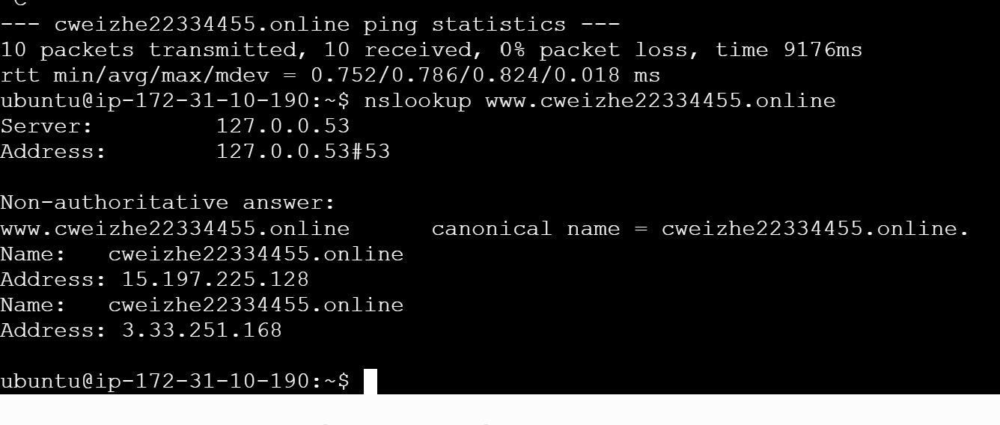 --- cweizhe22334455.online ping statistics ---
10 packets transmitted, 10 received, 0% packet loss, time 9176ms
rtt min/avg/max/mdev = 0.752/0.786/0.824/0.018 ms
ubuntu@ip-172-31-10-190:~$ nslookup www.cweizhe22334455.online
Server:         127.0.0.53
Address:        127.0.0.53#53

Non-authoritative answer:
www.cweizhe22334455.online      canonical name = cweizhe22334455.online.
Name:   cweizhe22334455.online
Address: 15.197.225.128
Name:   cweizhe22334455.online
Address: 3.33.251.168

ubuntu@ip-172-31-10-190:~$